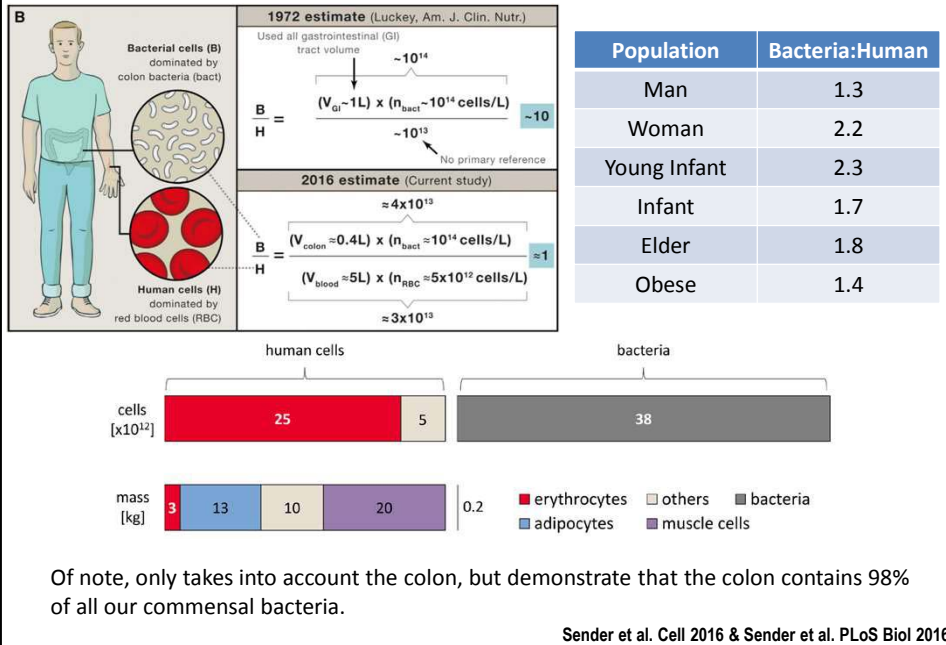 B
Bacterial cells (B)
dominated by
colon bacteria (bact)
Human cells (H)
dominated by
red blood cells (RBC)
1972 estimate (Luckey, Am. J. Clin. Nutr.)
Used all gastrointestinal (GI)
tract volume
~10¹⁴
B/H = (V_GI~1L) x (n_bact~10¹⁴ cells/L)
~10
~10¹³
No primary reference
2016 estimate (Current study)
≈4x10¹³
B/H = (V_colon≈0.4L) x (n_bact≈10¹⁴ cells/L)
≈1
(V_blood≈5L) x (n_RBC≈5x10¹² cells/L)
≈3x10¹³
Population Bacteria:Human
Man 1.3
Woman 2.2
Young Infant 2.3
Infant 1.7
Elder 1.8
Obese 1.4
human cells bacteria
cells
[x10¹²]
25 5 38
mass
[kg]
3 13 10 20 0.2
erythrocytes others bacteria
adipocytes muscle cells
Of note, only takes into account the colon, but demonstrate that the colon contains 98%
of all our commensal bacteria.
Sender et al. Cell 2016 & Sender et al. PLoS Biol 2016